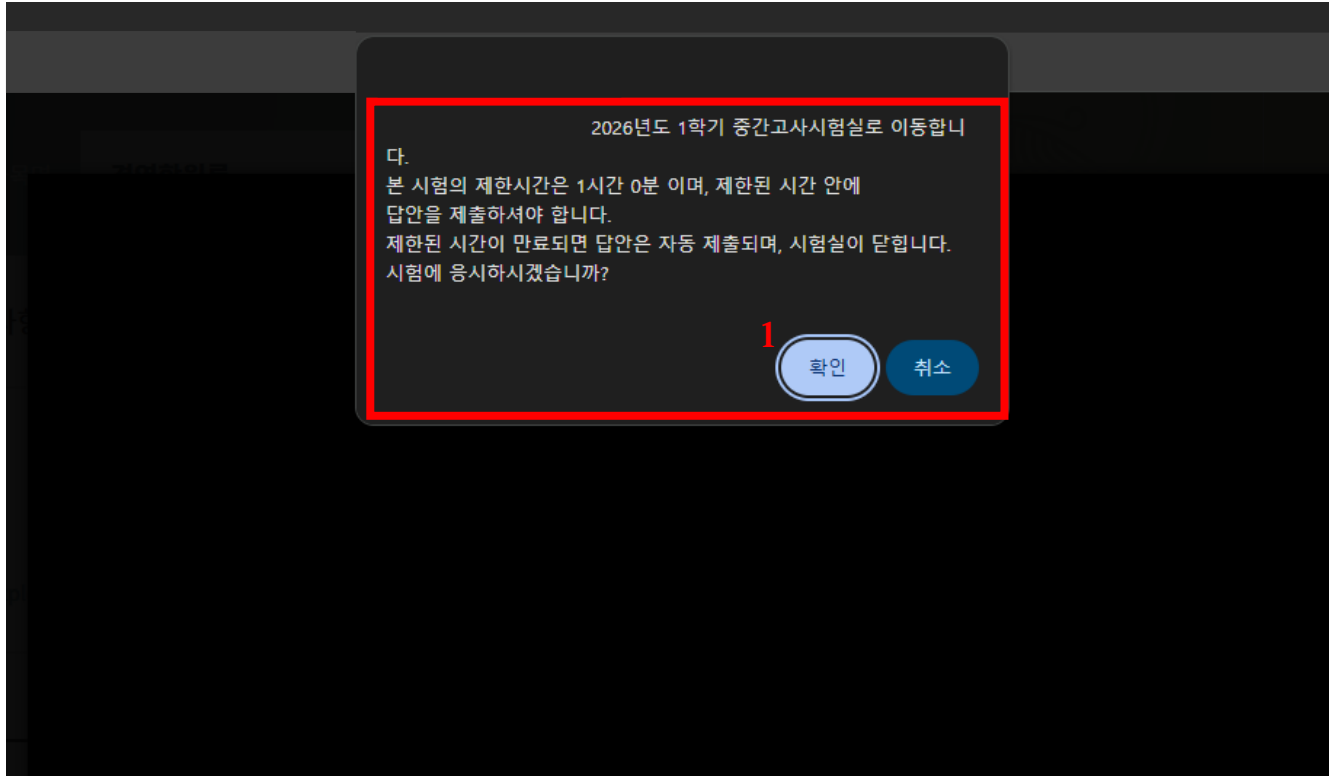 2026년도 1학기 중간고사시험실로 이동합니
다.
본 시험의 제한시간은 1시간 0분 이며, 제한된 시간 안에
답안을 제출하셔야 합니다.
제한된 시간이 만료되면 답안은 자동 제출되며, 시험실이 닫힙니다.
시험에 응시하시겠습니까?
1
확인 취소